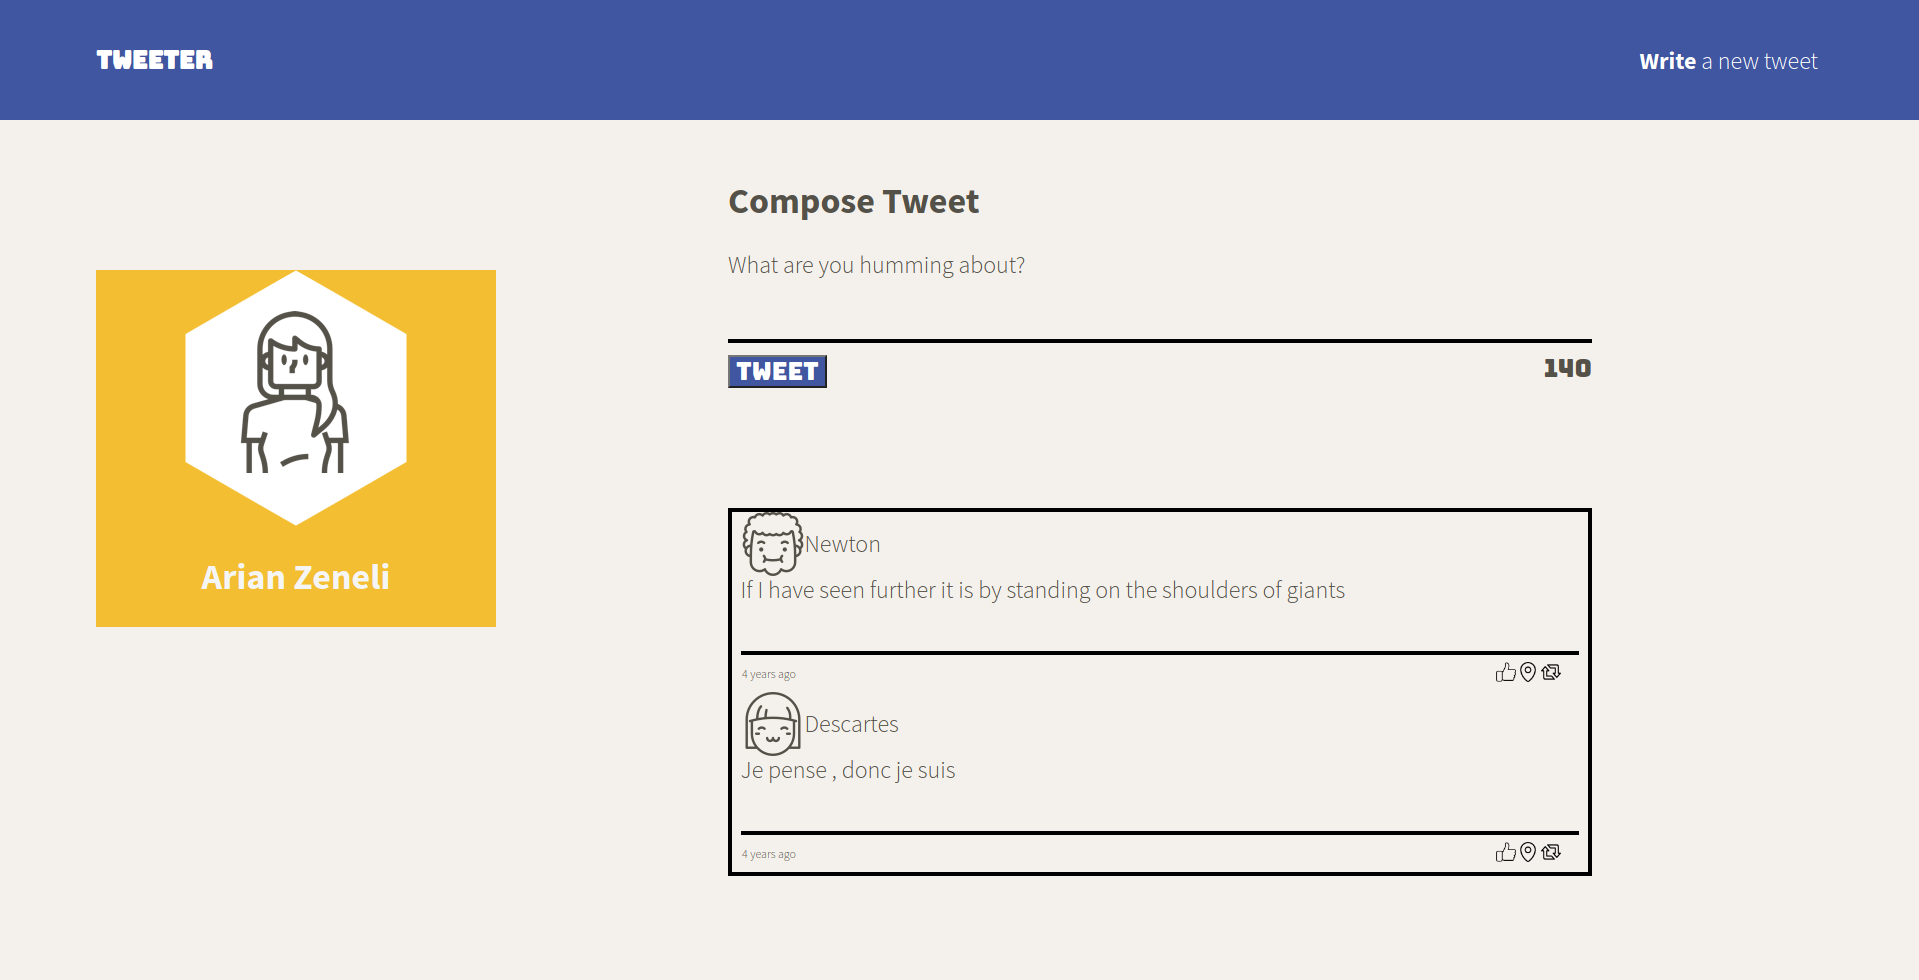 TWEETER
Write a new tweet
Arian Zeneli
Compose Tweet
What are you humming about?
TWEET
140
Newton
If I have seen further it is by standing on the shoulders of giants
4 years ago
Descartes
Je pense , donc je suis
4 years ago